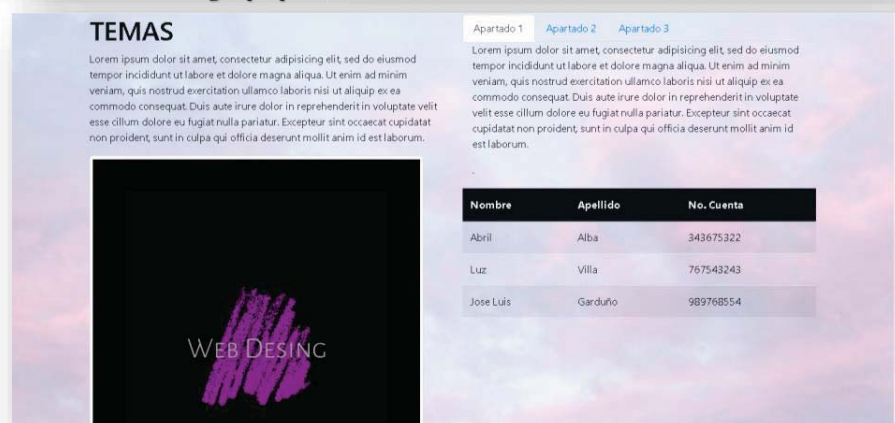 TEMAS
Lorem ipsum dolor sit amet, consectetur adipisicing elit, sed do eiusmod
tempor incididunt ut labore et dolore magna aliqua. Ut enim ad minim
veniam, quis nostrud exercitation ullamco laboris nisi ut aliquip ex ea
commodo consequat. Duis aute irure dolor in reprehenderit in voluptate velit
esse cillum dolore eu fugiat nulla pariatur. Excepteur sint occaecat cupidatat
non proident, sunt in culpa qui officia deserunt mollit anim id est laborum.
WEB DESING
Apartado 1 Apartado 2 Apartado 3
Lorem ipsum dolor sit amet, consectetur adipisicing elit, sed do eiusmod
tempor incididunt ut labore et dolore magna aliqua. Ut enim ad minim
veniam, quis nostrud exercitation ullamco laboris nisi ut aliquip ex ea
commodo consequat. Duis aute irure dolor in reprehenderit in voluptate
velit esse cillum dolore eu fugiat nulla pariatur. Excepteur sint occaecat
cupidatat non proident, sunt in culpa qui officia deserunt mollit anim id
est laborum.
.
Nombre Apellido No. Cuenta
Abril Alba 343675322
Luz Villa 767543243
Jose Luis Garduño 989768554